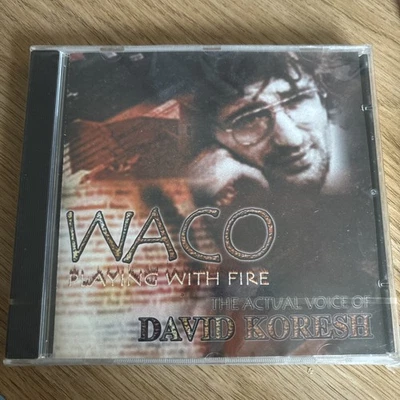 WACO
PLAYING WITH FIRE
THE ACTUAL VOICE OF
DAVID KORESH